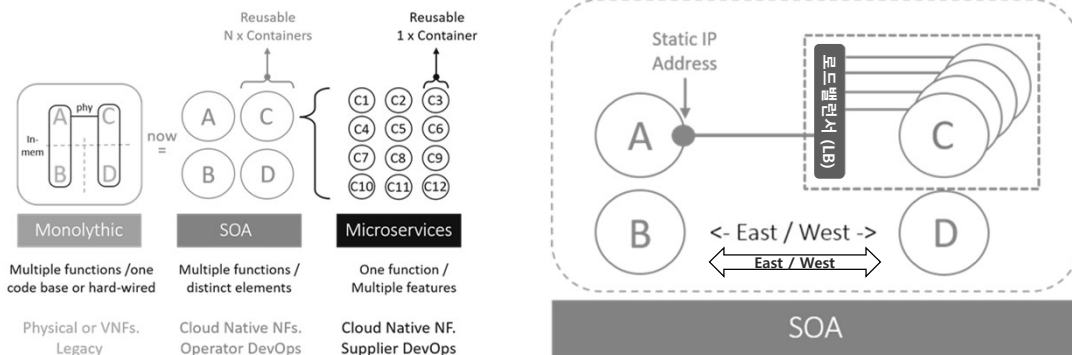 Reusable
N x Containers
Reusable
1 x Container
A
phy
C
In-
mem
B
D
now
=
A
C
B
D
C1
C2
C3
C4
C5
C6
C7
C8
C9
C10
C11
C12
Monolythic
SOA
Microservices
Multiple functions /one
code base or hard-wired
Multiple functions /
distinct elements
One function /
Multiple features
Physical or VNFs.
Legacy
Cloud Native NFs.
Operator DevOps
Cloud Native NF.
Supplier DevOps
Static IP
Address
A
로드밸런서 (LB)
C
B
<- East / West ->
East / West
D
SOA